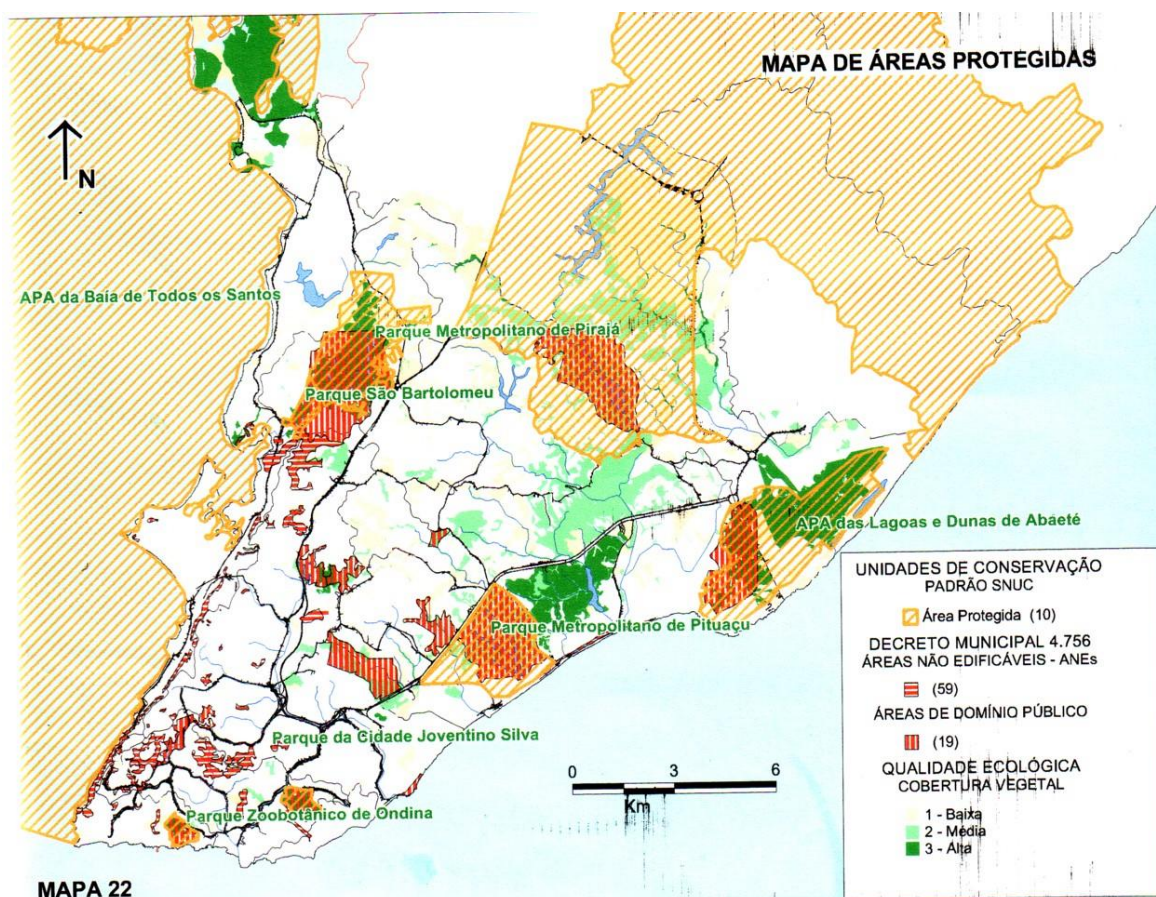 MAPA DE ÁREAS PROTEGIDAS
N
APA da Baía de Todos os Santos
Parque Metropolitano de Pirajá
Parque São Bartolomeu
APA das Lagoas e Dunas de Abaeté
Parque Metropolitano de Pituaçu
Parque da Cidade Joventino Silva
Parque Zoobotânico de Ondina
0 3 6
Km
UNIDADES DE CONSERVAÇÃO
PADRÃO SNUC
Área Protegida (10)
DECRETO MUNICIPAL 4.756
ÁREAS NÃO EDIFICÁVEIS - ANEs
(59)
ÁREAS DE DOMÍNIO PÚBLICO
(19)
QUALIDADE ECOLÓGICA
COBERTURA VEGETAL
1 - Baixa
2 - Média
3 - Alta
MAPA 22